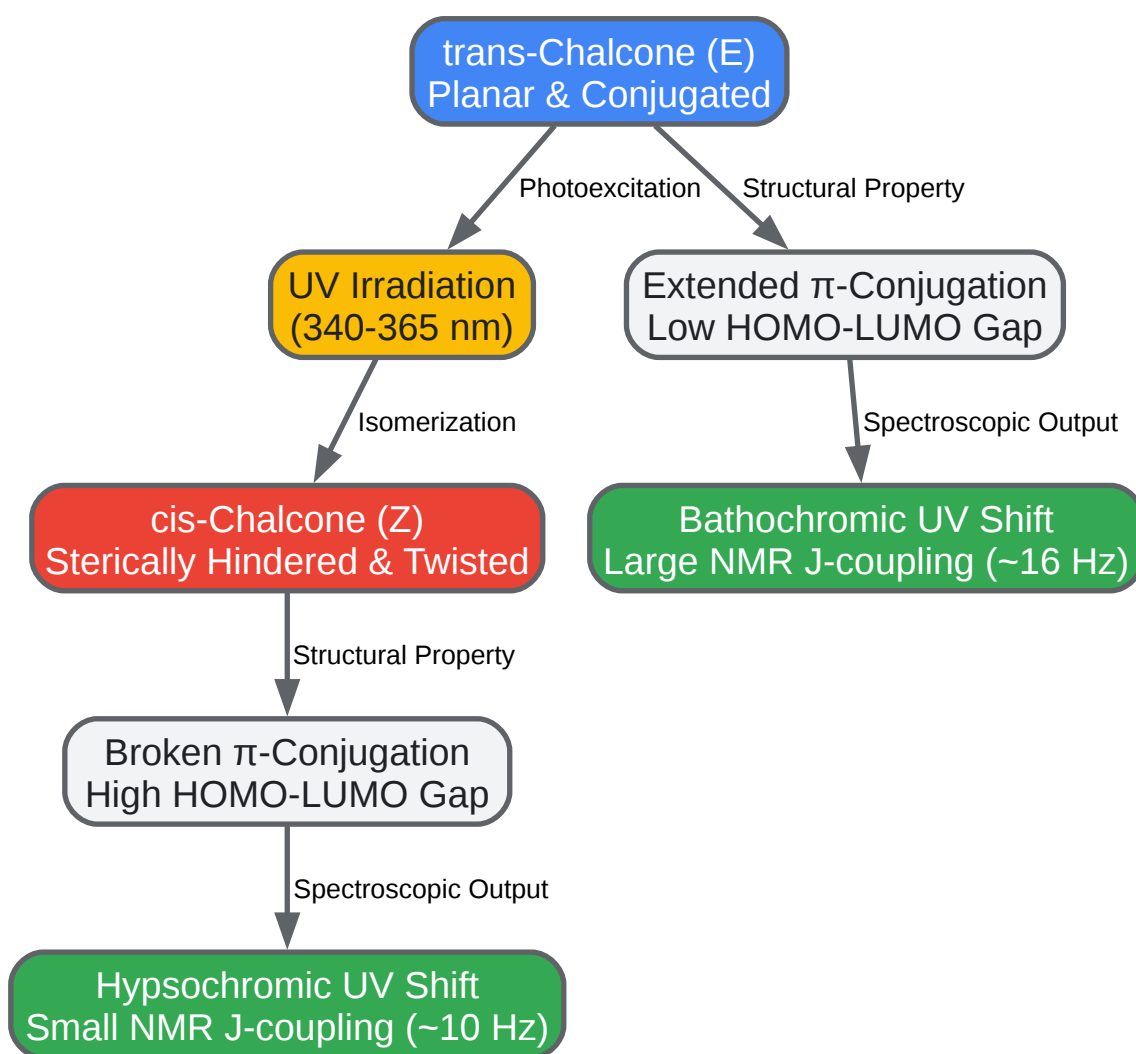 trans-Chalcone (E)
Planar & Conjugated
Photoexcitation
Structural Property
UV Irradiation
(340-365 nm)
Extended π-Conjugation
Low HOMO-LUMO Gap
Isomerization
Spectroscopic Output
cis-Chalcone (Z)
Sterically Hindered & Twisted
Bathochromic UV Shift
Large NMR J-coupling (~16 Hz)
Structural Property
Broken π-Conjugation
High HOMO-LUMO Gap
Spectroscopic Output
Hypsochromic UV Shift
Small NMR J-coupling (~10 Hz)